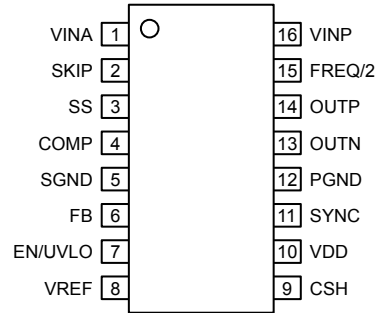 VINA 1 16 VINP
SKIP 2 15 FREQ/2
SS 3 14 OUTP
COMP 4 13 OUTN
SGND 5 12 PGND
FB 6 11 SYNC
EN/UVLO 7 10 VDD
VREF 8 9 CSH